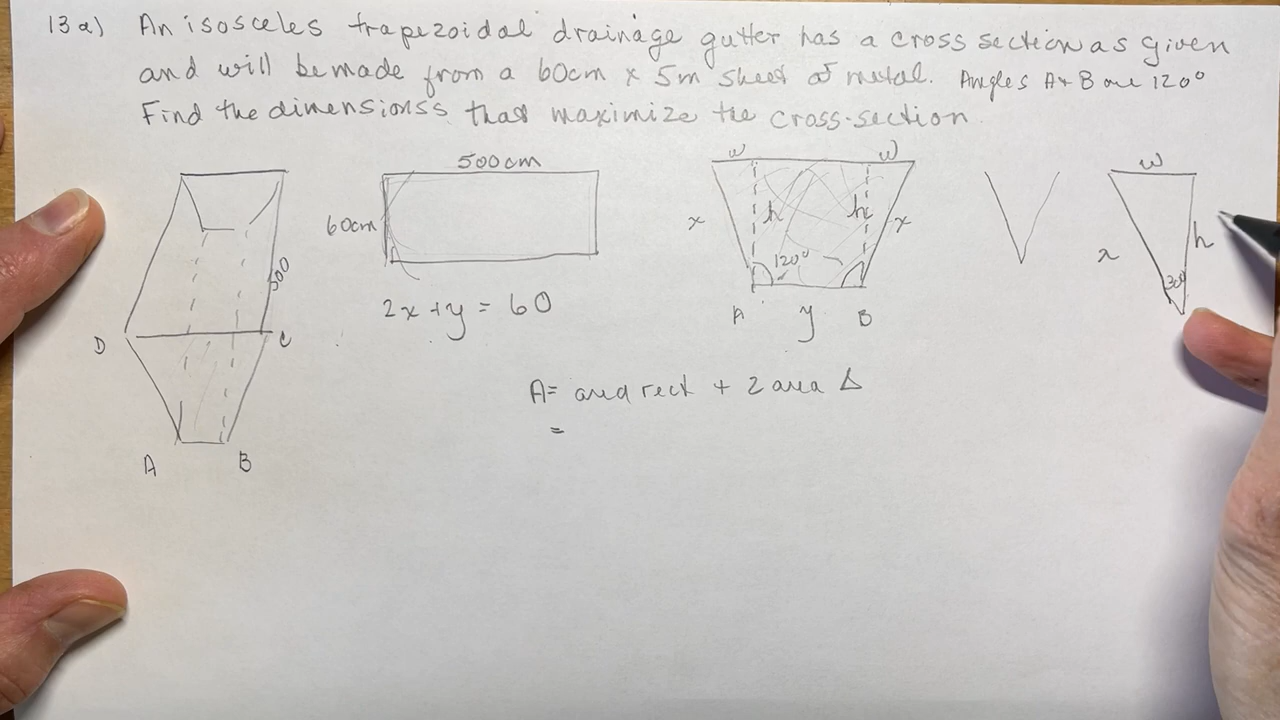 13 a) An isosceles trapezoidal drainage gutter has a cross section as given
and will be made from a 60cm x 5m sheet of metal. Angles A + B are 120°
Find the dimensionss that maximize the cross-section
500cm
60cm
2x + y = 60
500
D
C
A
B
w
w
x
h
h
x
120°
A
y
B
w
x
h
30°
A = area rect + 2 area Δ
=